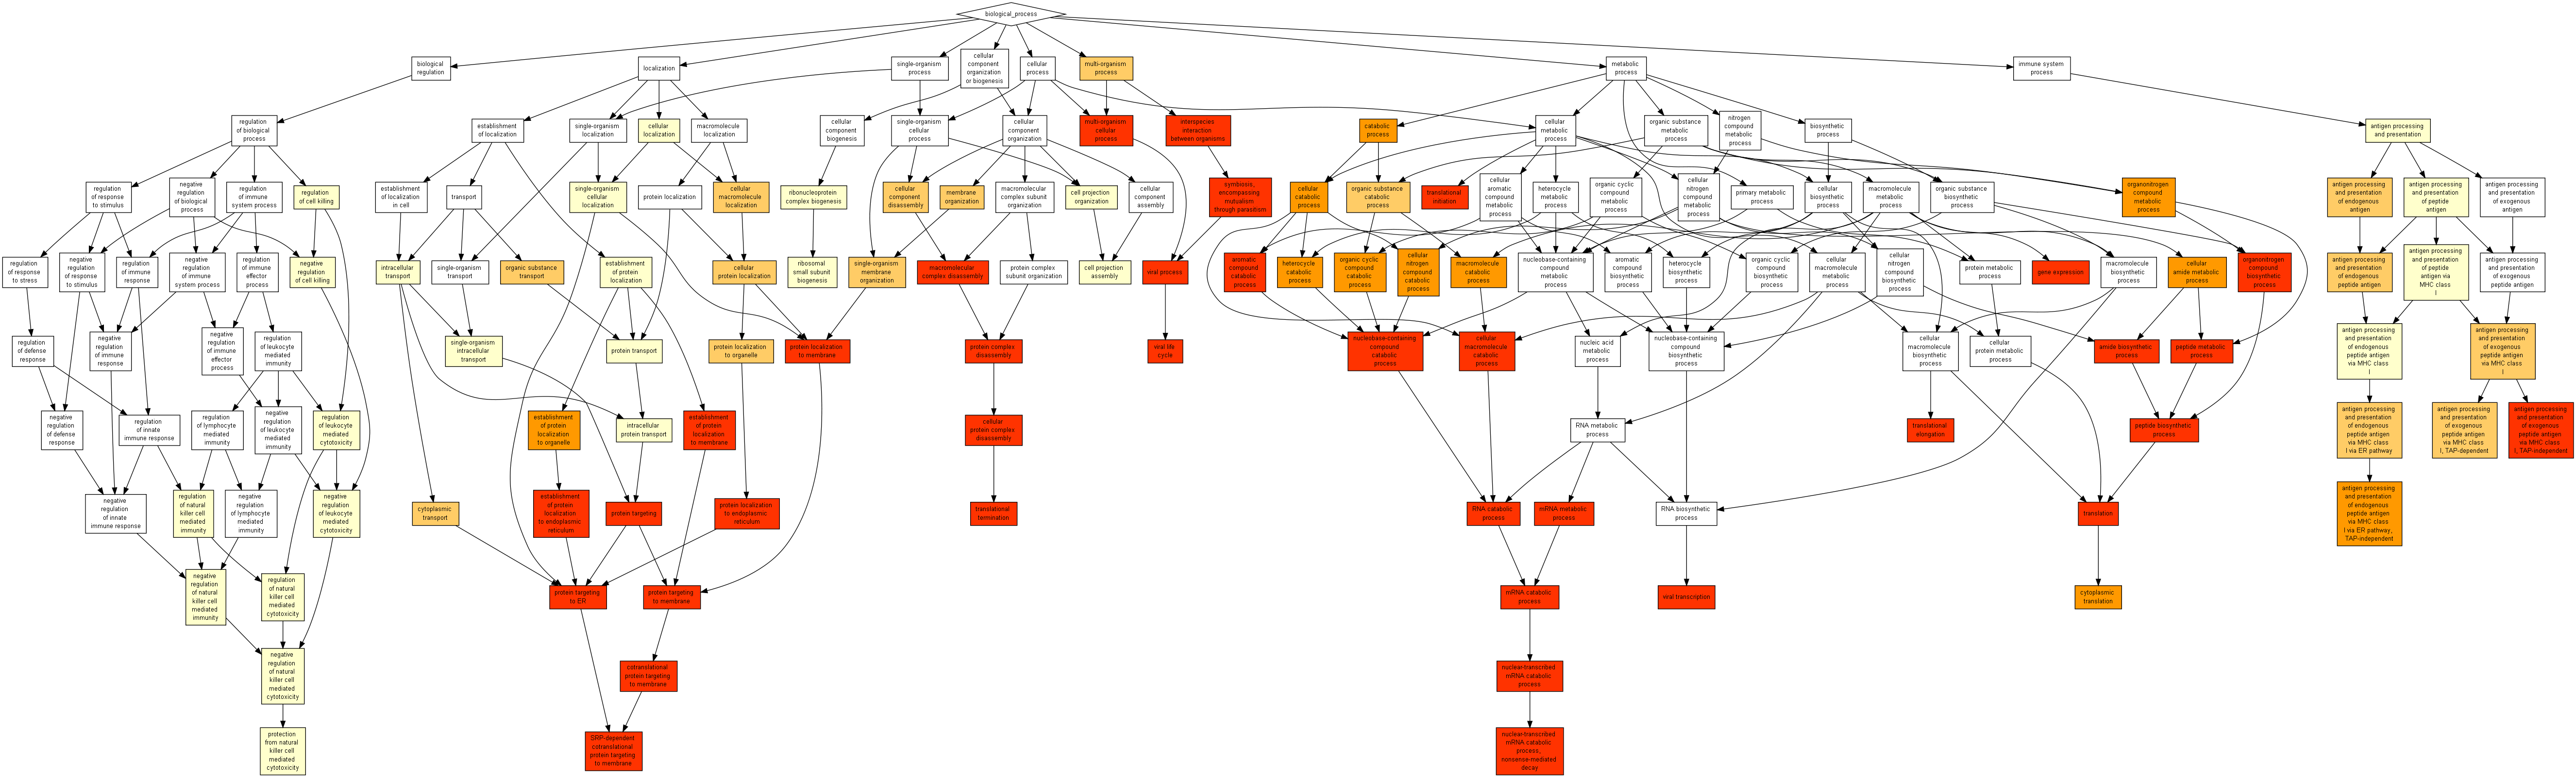 biological_process
biological
regulation
localization
single-organism
process
cellular
component
organization
or biogenesis
cellular
process
multi-organism
process
metabolic
process
immune system
process
regulation
of biological
process
establishment
of localization
single-organism
localization
cellular
localization
macromolecule
localization
cellular
component
biogenesis
single-organism
cellular
process
cellular
component
organization
multi-organism
cellular
process
interspecies
interaction
between organisms
catabolic
process
cellular
metabolic
process
organic substance
metabolic
process
nitrogen
compound
metabolic
process
biosynthetic
process
antigen processing
and presentation
regulation
of response
to stimulus
negative
regulation
of biological
process
regulation
of immune
system process
regulation
of cell killing
establishment
of localization
in cell
transport
single-organism
cellular
localization
protein localization
cellular
macromolecule
localization
ribonucleoprotein
complex biogenesis
cellular
component
disassembly
membrane
organization
macromolecular
complex subunit
organization
cell projection
organization
cellular
component
assembly
symbiosis,
encompassing
mutualism
through parasitism
cellular
catabolic
process
organic substance
catabolic
process
translational
initiation
cellular
aromatic
compound
metabolic
process
heterocycle
metabolic
process
organic cyclic
compound
metabolic
process
cellular
nitrogen
compound
metabolic
process
primary metabolic
process
cellular
biosynthetic
process
macromolecule
metabolic
process
organic substance
biosynthetic
process
organonitrogen
compound
metabolic
process
antigen processing
and presentation
of endogenous
antigen
antigen processing
and presentation
of peptide
antigen
antigen processing
and presentation
of exogenous
antigen
regulation
of response
to stress
negative
regulation
of response
to stimulus
regulation
of immune
response
negative
regulation
of immune
system process
regulation
of immune
effector
process
negative
regulation
of cell killing
intracellular
transport
single-organism
transport
organic substance
transport
establishment
of protein
localization
cellular
protein localization
ribosomal
small subunit
biogenesis
single-organism
membrane
organization
macromolecular
complex disassembly
protein complex
subunit organization
cell projection
assembly
viral process
aromatic
compound
catabolic
process
heterocycle
catabolic
process
organic cyclic
compound
catabolic
process
cellular
nitrogen
compound
catabolic
process
macromolecule
catabolic
process
nucleobase-containing
compound
metabolic
process
aromatic
compound
biosynthetic
process
heterocycle
biosynthetic
process
organic cyclic
compound
biosynthetic
process
cellular
macromolecule
metabolic
process
cellular
nitrogen
compound
biosynthetic
process
protein metabolic
process
gene expression
macromolecule
biosynthetic
process
cellular
amide metabolic
process
organonitrogen
compound
biosynthetic
process
antigen processing
and presentation
of endogenous
peptide antigen
antigen processing
and presentation
of peptide
antigen via
MHC class
I
antigen processing
and presentation
of exogenous
peptide antigen
regulation
of defense
response
negative
regulation
of immune
response
negative
regulation
of immune
effector
process
regulation
of leukocyte
mediated
immunity
single-organism
intracellular
transport
protein transport
protein localization
to organelle
protein localization
to membrane
protein complex
disassembly
viral life
cycle
nucleobase-containing
compound
catabolic
process
cellular
macromolecule
catabolic
process
nucleic acid
metabolic
process
nucleobase-containing
compound
biosynthetic
process
cellular
macromolecule
biosynthetic
process
cellular
protein metabolic
process
amide biosynthetic
process
peptide metabolic
process
antigen processing
and presentation
of endogenous
peptide antigen
via MHC class
I
antigen processing
and presentation
of exogenous
peptide antigen
via MHC class
I
negative
regulation
of defense
response
regulation
of innate
immune response
regulation
of lymphocyte
mediated
immunity
negative
regulation
of leukocyte
mediated
immunity
regulation
of leukocyte
mediated
cytotoxicity
establishment
of protein
localization
to organelle
intracellular
protein transport
establishment
of protein
localization
to membrane
cellular
protein complex
disassembly
RNA metabolic
process
translational
elongation
peptide biosynthetic
process
antigen processing
and presentation
of endogenous
peptide antigen
via MHC class
I via ER pathway
antigen processing
and presentation
of exogenous
peptide antigen
via MHC class
I, TAP-dependent
antigen processing
and presentation
of exogenous
peptide antigen
via MHC class
I, TAP-independent
negative
regulation
of innate
immune response
regulation
of natural
killer cell
mediated
immunity
negative
regulation
of lymphocyte
mediated
immunity
negative
regulation
of leukocyte
mediated
cytotoxicity
cytoplasmic
transport
establishment
of protein
localization
to endoplasmic
reticulum
protein targeting
protein localization
to endoplasmic
reticulum
translational
termination
RNA catabolic
process
mRNA metabolic
process
RNA biosynthetic
process
translation
antigen processing
and presentation
of endogenous
peptide antigen
via MHC class
I via ER pathway,
TAP-independent
negative
regulation
of natural
killer cell
mediated
immunity
regulation
of natural
killer cell
mediated
cytotoxicity
protein targeting
to ER
protein targeting
to membrane
mRNA catabolic
process
viral transcription
cytoplasmic
translation
negative
regulation
of natural
killer cell
mediated
cytotoxicity
cotranslational
protein targeting
to membrane
nuclear-transcribed
mRNA catabolic
process
protection
from natural
killer cell
mediated
cytotoxicity
SRP-dependent
cotranslational
protein targeting
to membrane
nuclear-transcribed
mRNA catabolic
process,
nonsense-mediated
decay